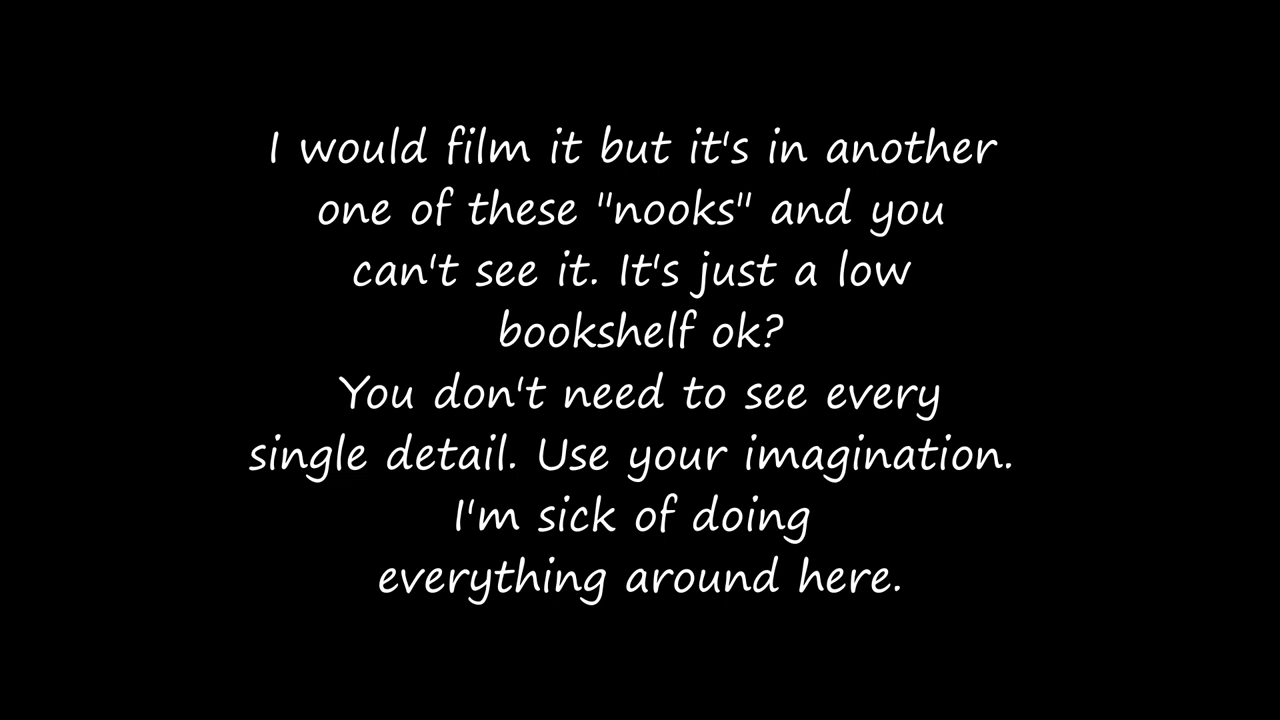 I would film it but it's in another
one of these "nooks" and you
can't see it. It's just a low
bookshelf ok?
You don't need to see every
single detail. Use your imagination.
I'm sick of doing
everything around here.